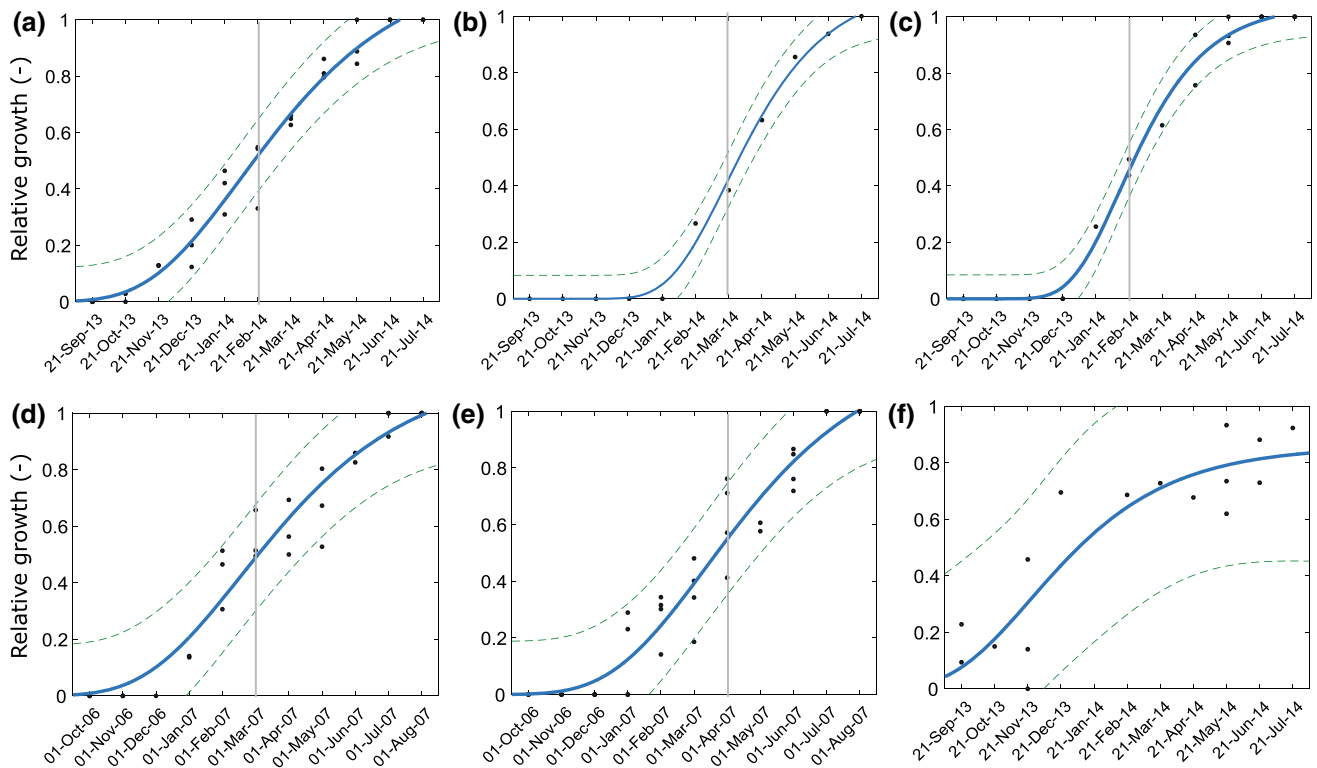 (a)
Relative growth (-)
1
0.8
0.6
0.4
0.2
0
21-Sep-13
21-Oct-13
21-Nov-13
21-Dec-13
21-Jan-14
21-Feb-14
21-Mar-14
21-Apr-14
21-May-14
21-Jun-14
21-Jul-14
(b)
1
0.8
0.6
0.4
0.2
0
21-Sep-13
21-Oct-13
21-Nov-13
21-Dec-13
21-Jan-14
21-Feb-14
21-Mar-14
21-Apr-14
21-May-14
21-Jun-14
21-Jul-14
(c)
1
0.8
0.6
0.4
0.2
0
21-Sep-13
21-Oct-13
21-Nov-13
21-Dec-13
21-Jan-14
21-Feb-14
21-Mar-14
21-Apr-14
21-May-14
21-Jun-14
21-Jul-14
(d)
Relative growth (-)
1
0.8
0.6
0.4
0.2
0
01-Oct-06
01-Nov-06
01-Dec-06
01-Jan-07
01-Feb-07
01-Mar-07
01-Apr-07
01-May-07
01-Jun-07
01-Jul-07
01-Aug-07
(e)
1
0.8
0.6
0.4
0.2
0
01-Oct-06
01-Nov-06
01-Dec-06
01-Jan-07
01-Feb-07
01-Mar-07
01-Apr-07
01-May-07
01-Jun-07
01-Jul-07
01-Aug-07
(f)
1
0.8
0.6
0.4
0.2
0
21-Sep-13
21-Oct-13
21-Nov-13
21-Dec-13
21-Jan-14
21-Feb-14
21-Mar-14
21-Apr-14
21-May-14
21-Jun-14
21-Jul-14